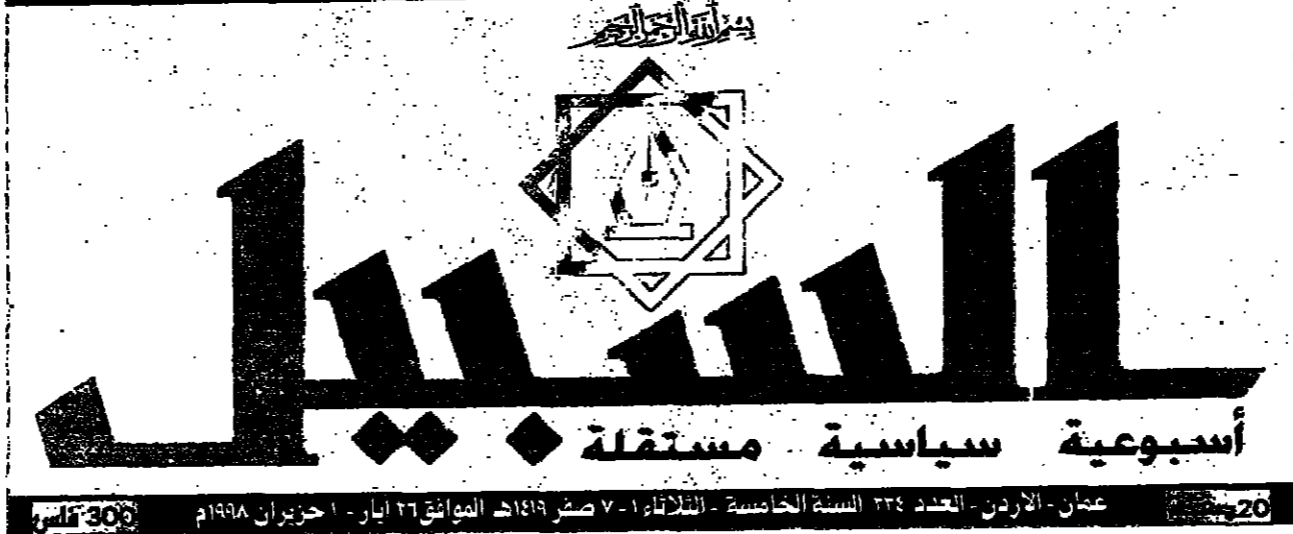 بسم الله الرحمن الرحيم
السبيل
أسبوعية سياسية مستقلة
20
عمان - الاردن - العدد ٢٣٤ السنة الخامسة - الثلاثاء ١ - ٧ صفر ١٤١٩هـ الموافق ٢٦ ايار - ١ حزيران ١٩٩٨م
300 فلس